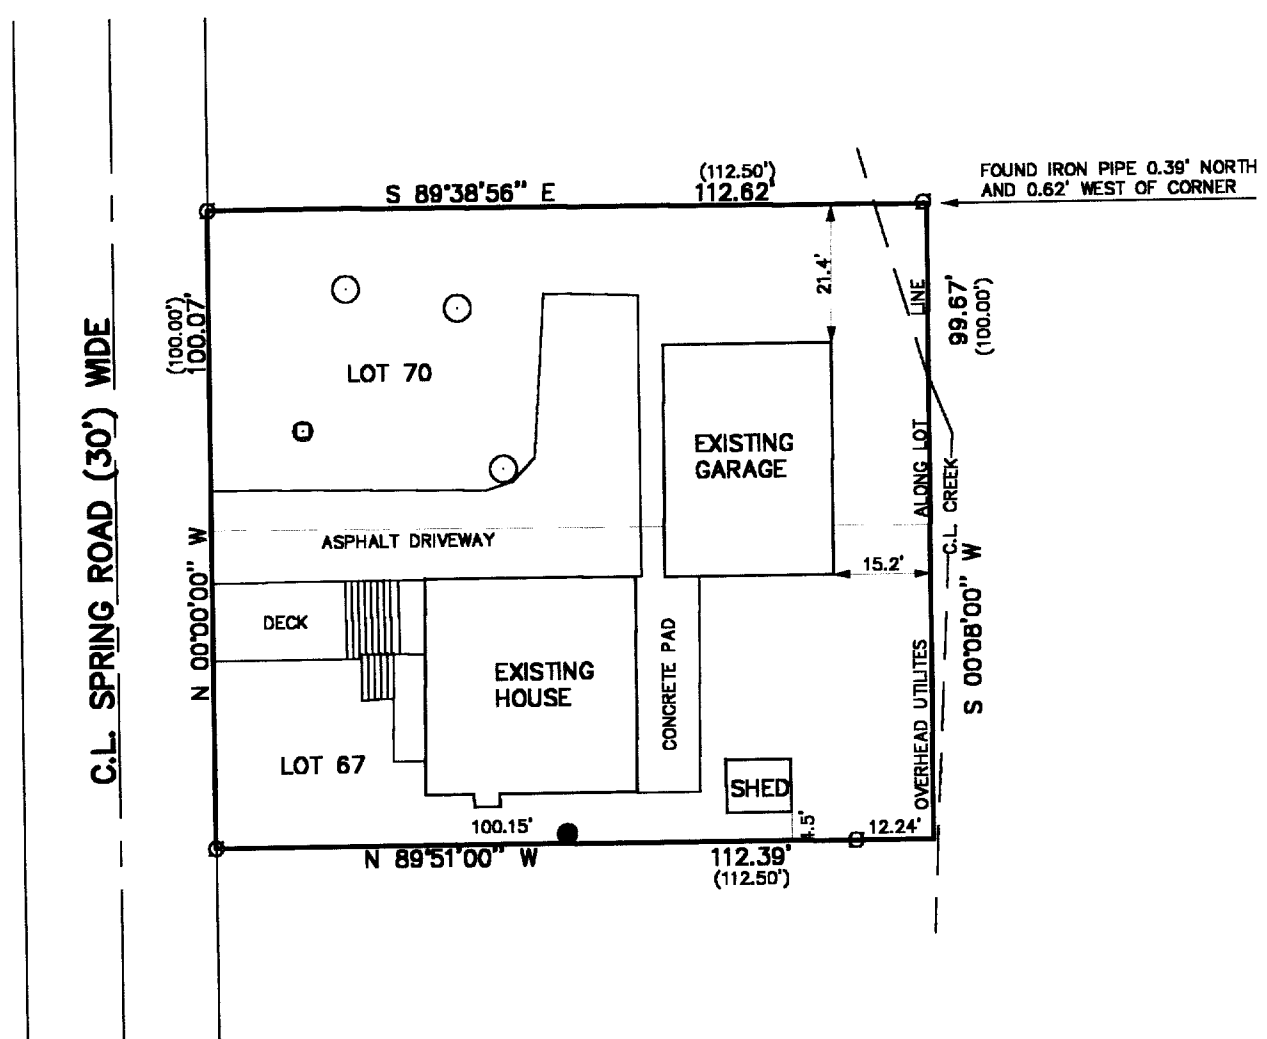 FOUND IRON PIPE 0.39' NORTH
AND 0.62' WEST OF CORNER
(112.50')
S 89°38'56" E 112.62'
21.4'
LINE
99.67'
(100.00')
(100.00')
100.07'
LOT 70
C.L. SPRING ROAD (30') WIDE
EXISTING
GARAGE
ALONG LOT
C.L. CREEK
ASPHALT DRIVEWAY
N 00°00'00" W
15.2'
S 00°08'00" W
DECK
EXISTING
HOUSE
CONCRETE PAD
OVERHEAD UTILITES
LOT 67
SHED
100.15'
4.5'
12.24'
N 89°51'00" W 112.39'
(112.50')